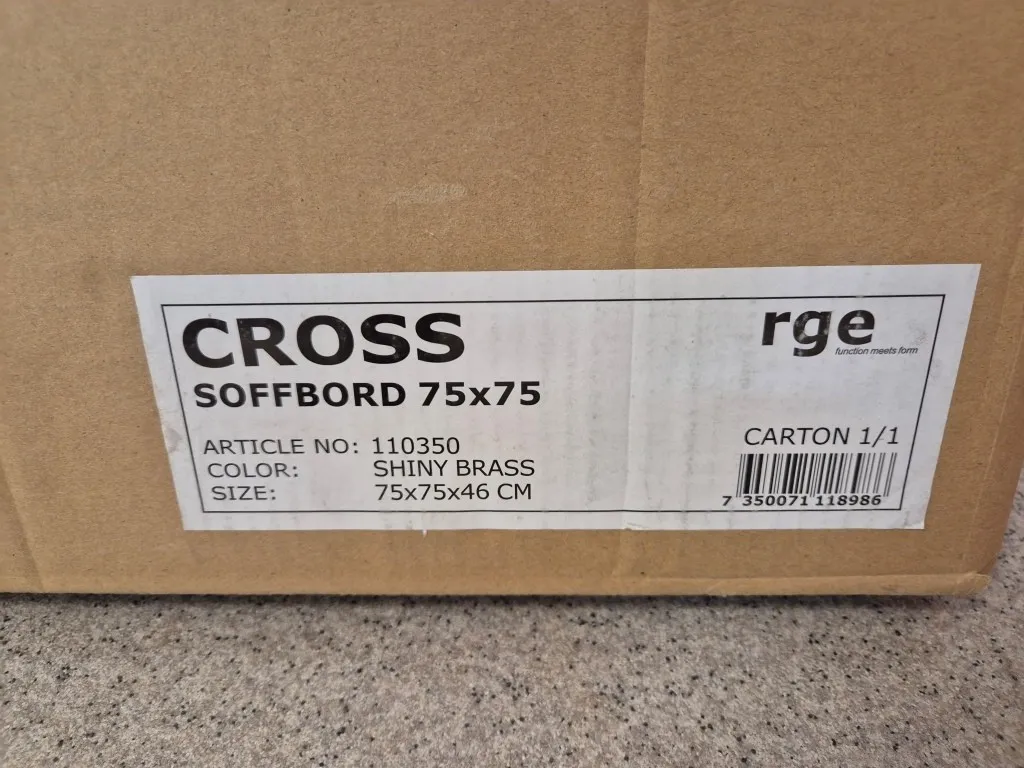 CROSS
SOFFBORD 75x75
rge
function meets form
ARTICLE NO: 110350
COLOR: SHINY BRASS
SIZE: 75x75x46 CM
CARTON 1/1
7 350071 118986